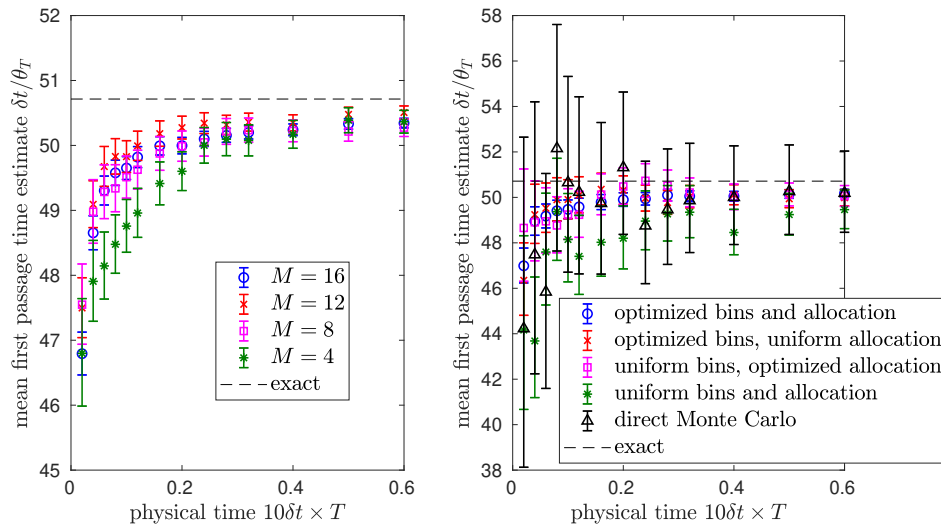 mean first passage time estimate δt/θ_T
52
51
50
49
48
47
46
45
0
0.2
0.4
0.6
physical time 10δt × T
M = 16
M = 12
M = 8
M = 4
exact
mean first passage time estimate δt/θ_T
58
56
54
52
50
48
46
44
42
40
38
0
0.2
0.4
0.6
physical time 10δt × T
optimized bins and allocation
optimized bins, uniform allocation
uniform bins, optimized allocation
uniform bins and allocation
direct Monte Carlo
exact